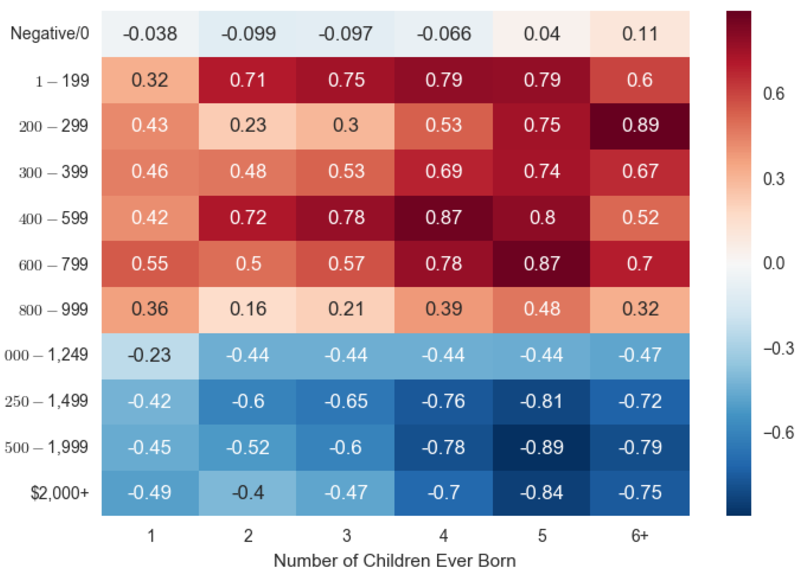 Negative/0 -0.038 -0.099 -0.097 -0.066 0.04 0.11
1 − 199 0.32 0.71 0.75 0.79 0.79 0.6
0.6
200 − 299 0.43 0.23 0.3 0.53 0.75 0.89
300 − 399 0.46 0.48 0.53 0.69 0.74 0.67
0.3
400 − 599 0.42 0.72 0.78 0.87 0.8 0.52
600 − 799 0.55 0.5 0.57 0.78 0.87 0.7
0.0
800 − 999 0.36 0.16 0.21 0.39 0.48 0.32
000 − 1,249 -0.23 -0.44 -0.44 -0.44 -0.44 -0.47
−0.3
250 − 1,499 -0.42 -0.6 -0.65 -0.76 -0.81 -0.72
−0.6
500 − 1,999 -0.45 -0.52 -0.6 -0.78 -0.89 -0.79
$2,000+ -0.49 -0.4 -0.47 -0.7 -0.84 -0.75
1 2 3 4 5 6+
Number of Children Ever Born